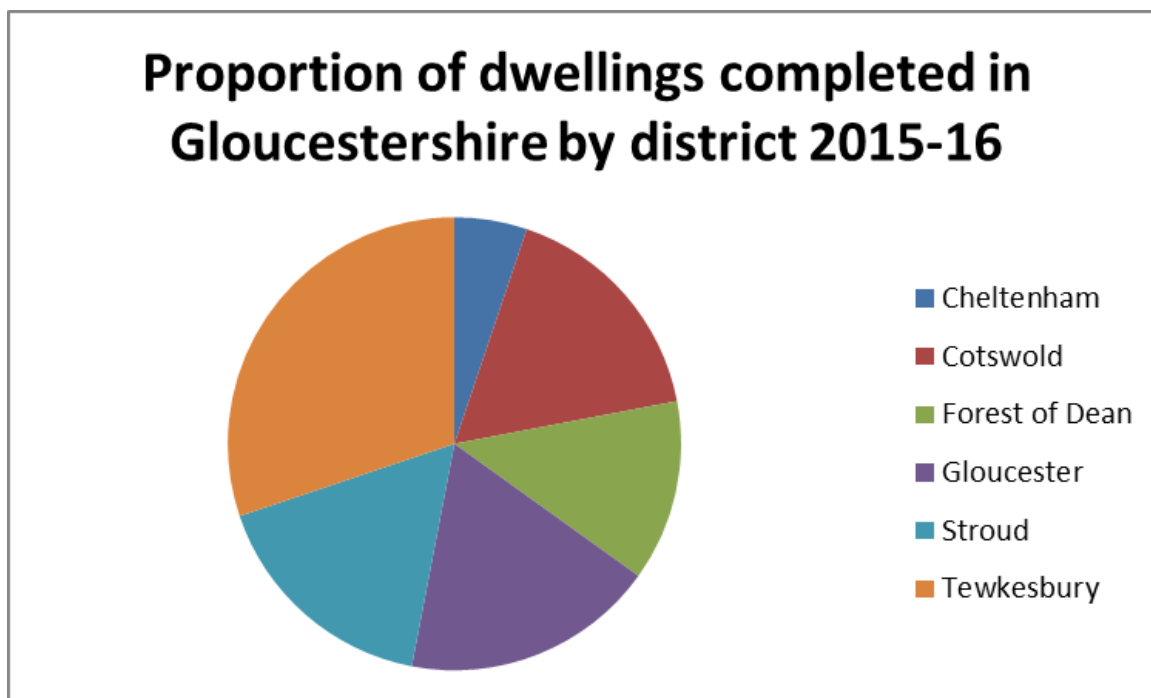 Proportion of dwellings completed in
Gloucestershire by district 2015-16
Cheltenham
Cotswold
Forest of Dean
Gloucester
Stroud
Tewkesbury